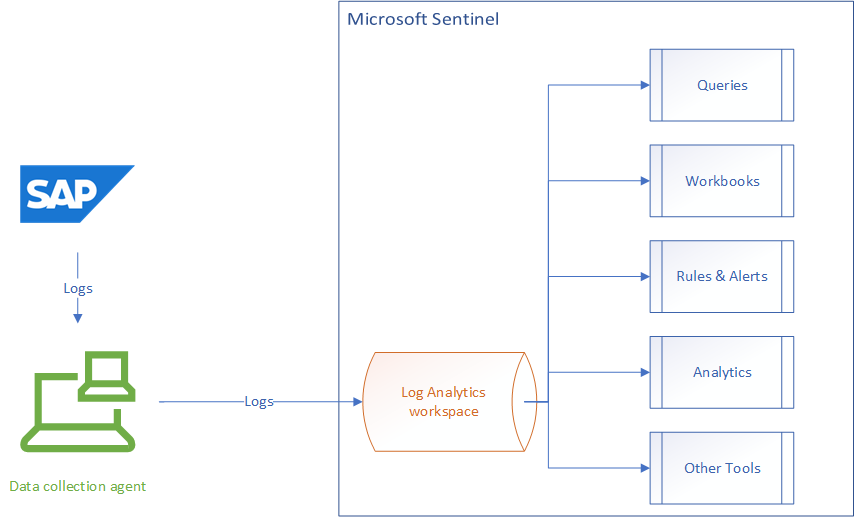 Microsoft Sentinel
Queries
SAP
Workbooks
Logs
Rules & Alerts
Logs
Log Analytics
workspace
Analytics
Data collection agent
Other Tools